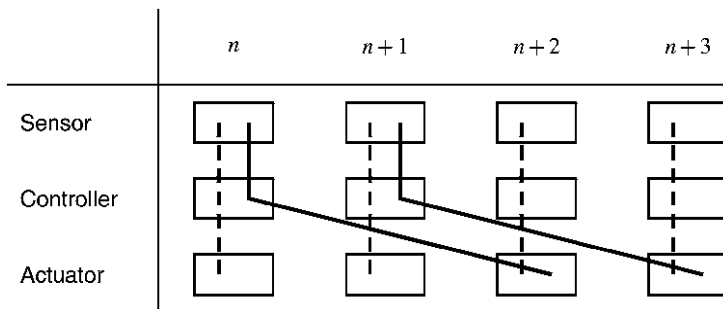 n n + 1 n + 2 n + 3
Sensor
Controller
Actuator